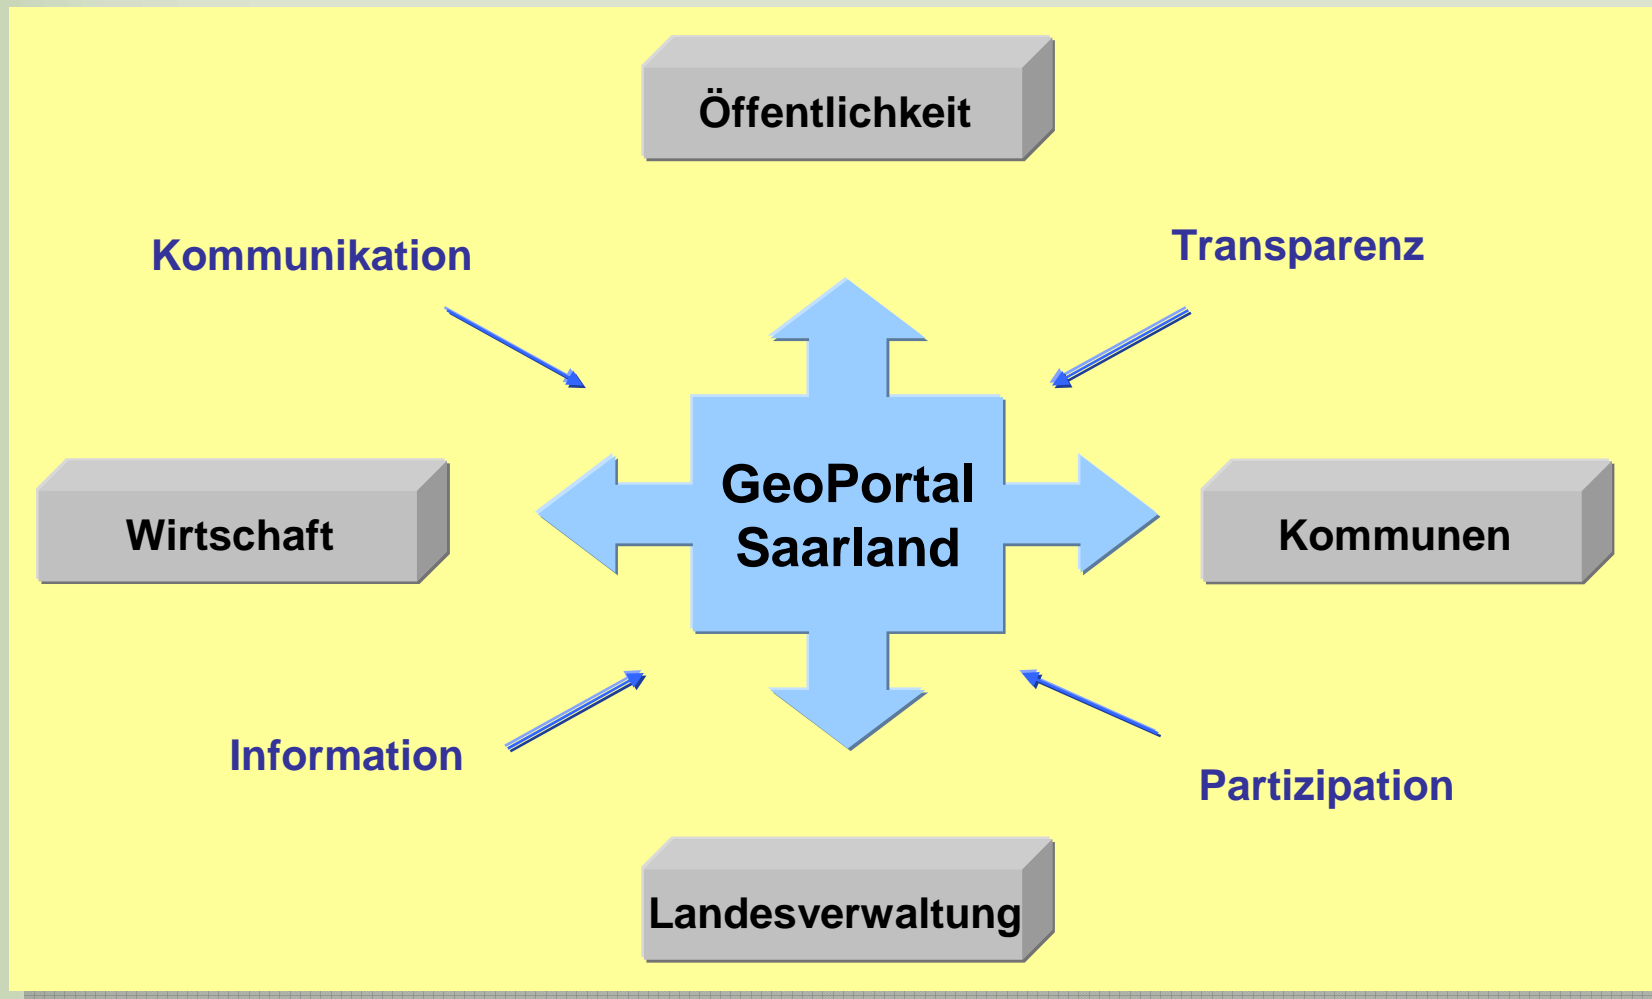 Öffentlichkeit
Kommunikation
Transparenz
GeoPortal
Saarland
Wirtschaft
Kommunen
Information
Partizipation
Landesverwaltung